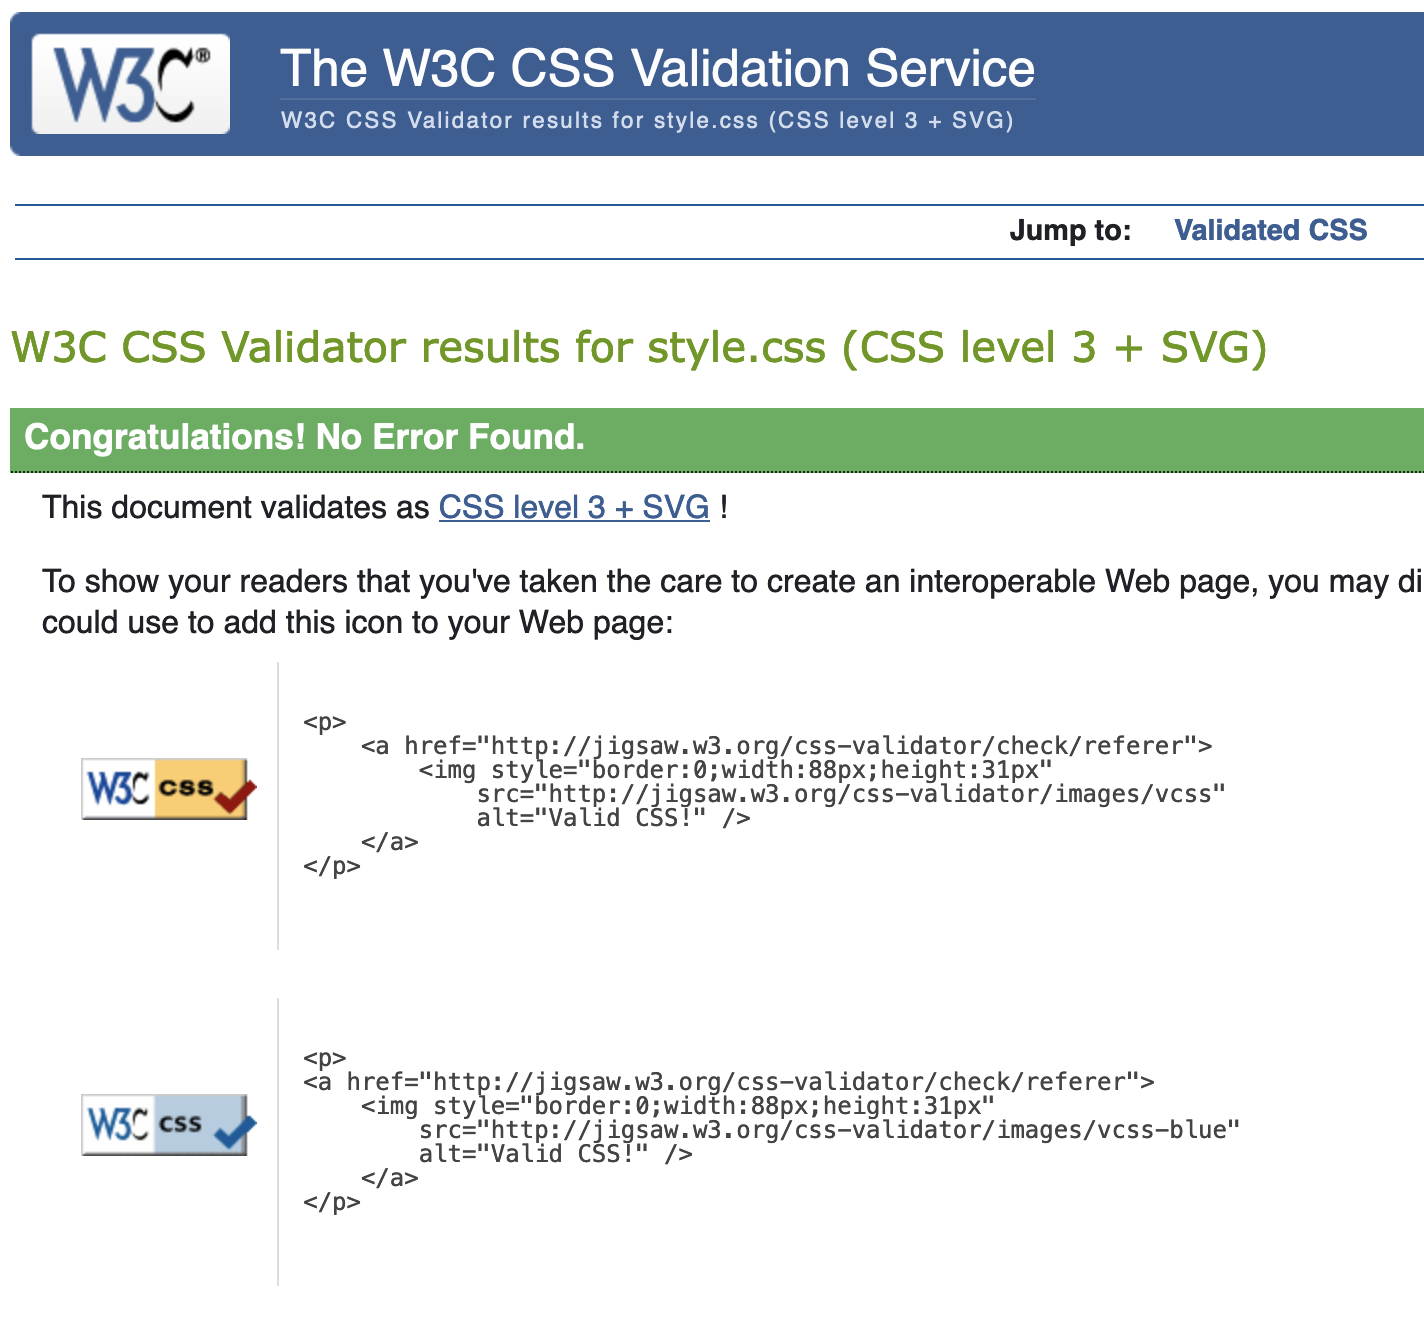 W3C®
The W3C CSS Validation Service
W3C CSS Validator results for style.css (CSS level 3 + SVG)
Jump to: Validated CSS
W3C CSS Validator results for style.css (CSS level 3 + SVG)
Congratulations! No Error Found.
This document validates as CSS level 3 + SVG !
To show your readers that you've taken the care to create an interoperable Web page, you may di
could use to add this icon to your Web page:
W3C css
<p>
    <a href="http://jigsaw.w3.org/css-validator/check/referer">
        <img style="border:0;width:88px;height:31px"
            src="http://jigsaw.w3.org/css-validator/images/vcss"
            alt="Valid CSS!" />
    </a>
</p>
W3C css
<p>
<a href="http://jigsaw.w3.org/css-validator/check/referer">
    <img style="border:0;width:88px;height:31px"
        src="http://jigsaw.w3.org/css-validator/images/vcss-blue"
        alt="Valid CSS!" />
    </a>
</p>